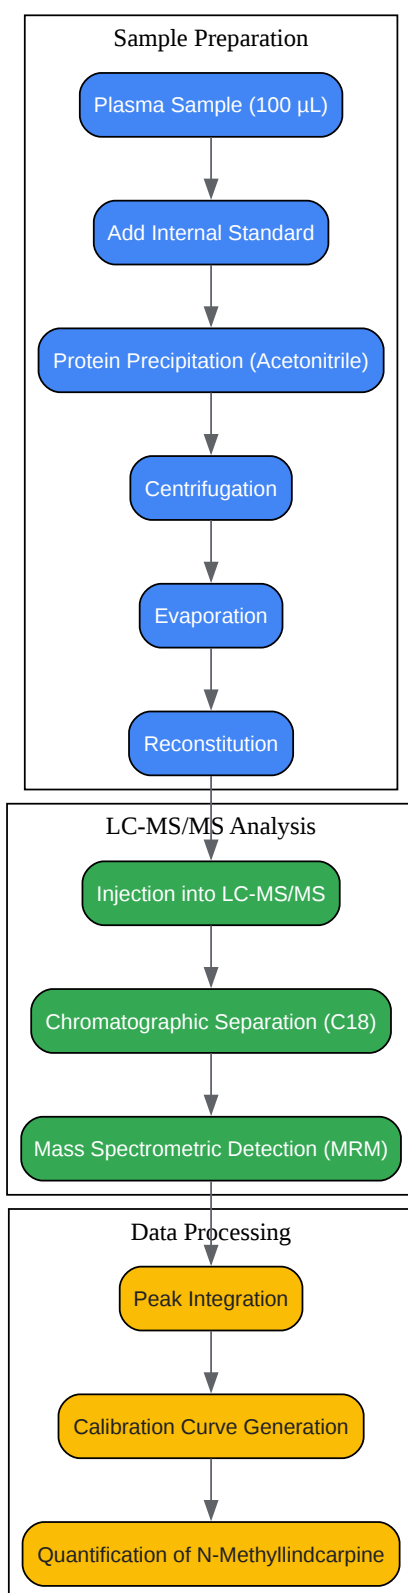 Sample Preparation
Plasma Sample (100 µL)
Add Internal Standard
Protein Precipitation (Acetonitrile)
Centrifugation
Evaporation
Reconstitution
LC-MS/MS Analysis
Injection into LC-MS/MS
Chromatographic Separation (C18)
Mass Spectrometric Detection (MRM)
Data Processing
Peak Integration
Calibration Curve Generation
Quantification of N-Methyllindcarpine